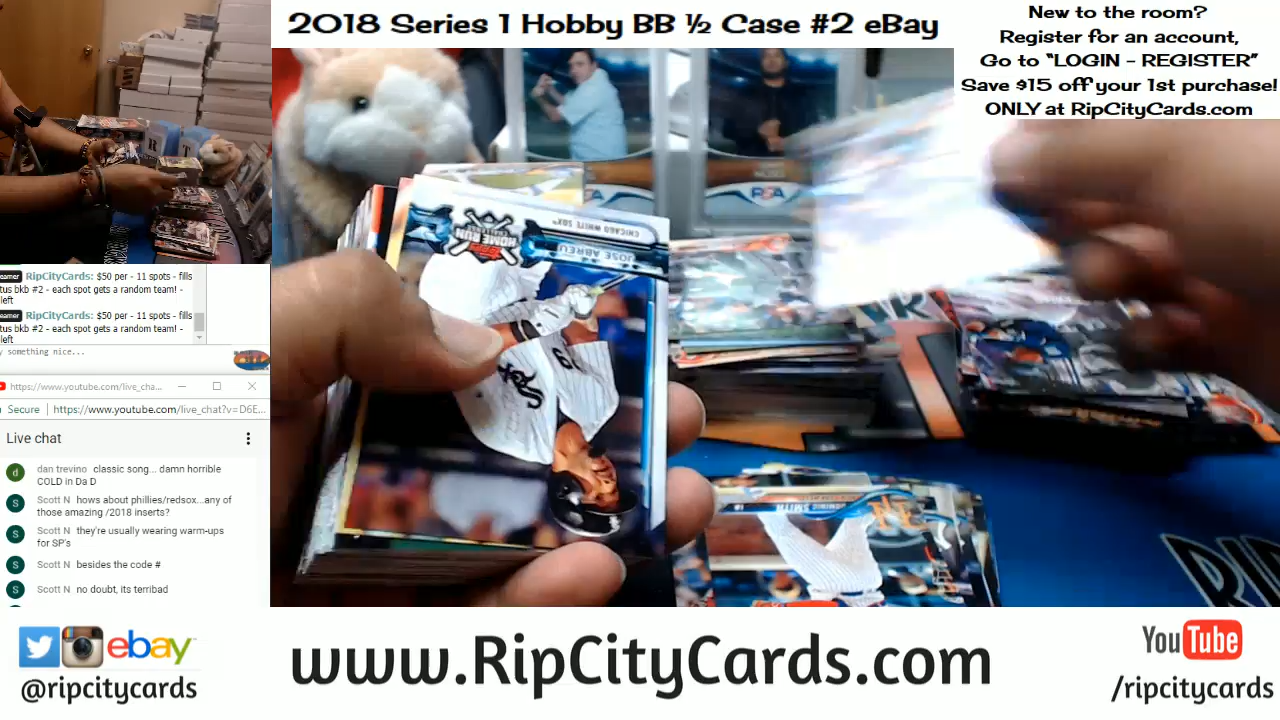 2018 Series 1 Hobby BB ½ Case #2 eBay
New to the room?
Register for an account,
Go to "LOGIN - REGISTER"
Save $15 off your 1st purchase!
ONLY at RipCityCards.com
CHICAGO WHITE SOX
JOSE ABREU
topps
HOME RUN
CHALLENGE
DOMINIC SMITH
RipCityCards: $50 per - 11 spots - fills
tus bkb #2 - each spot gets a random team! -
left
RipCityCards: $50 per - 11 spots - fills
tus bkb #2 - each spot gets a random team! -
left
y something nice...
https://www.youtube.com/live_cha...
Secure https://www.youtube.com/live_chat?v=D6E...
Live chat
d dan trevino classic song... damn horrible
COLD in Da D
S Scott N hows about phillies/redsox...any of
those amazing /2018 inserts?
S Scott N they're usually wearing warm-ups
for SP's
S Scott N besides the code #
S Scott N no doubt, its terribad
ebay
@ripcitycards
www.RipCityCards.com
YouTube
/ripcitycards